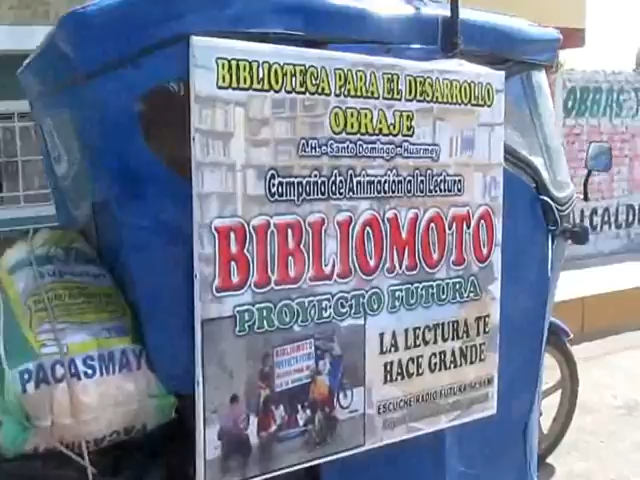 BIBLIOTECA PARA EL DESARROLLO
OBRAJE
A.H. - Santo Domingo - Huarmey
Campaña de Animación a la Lectura
BIBLIOMOTO
PROYECTO FUTURA
LA LECTURA TE
HACE GRANDE
ESCUCHE RADIO FUTURA
BIBLIOMOTO
PACASMAYO
OBRAS
ALCALD